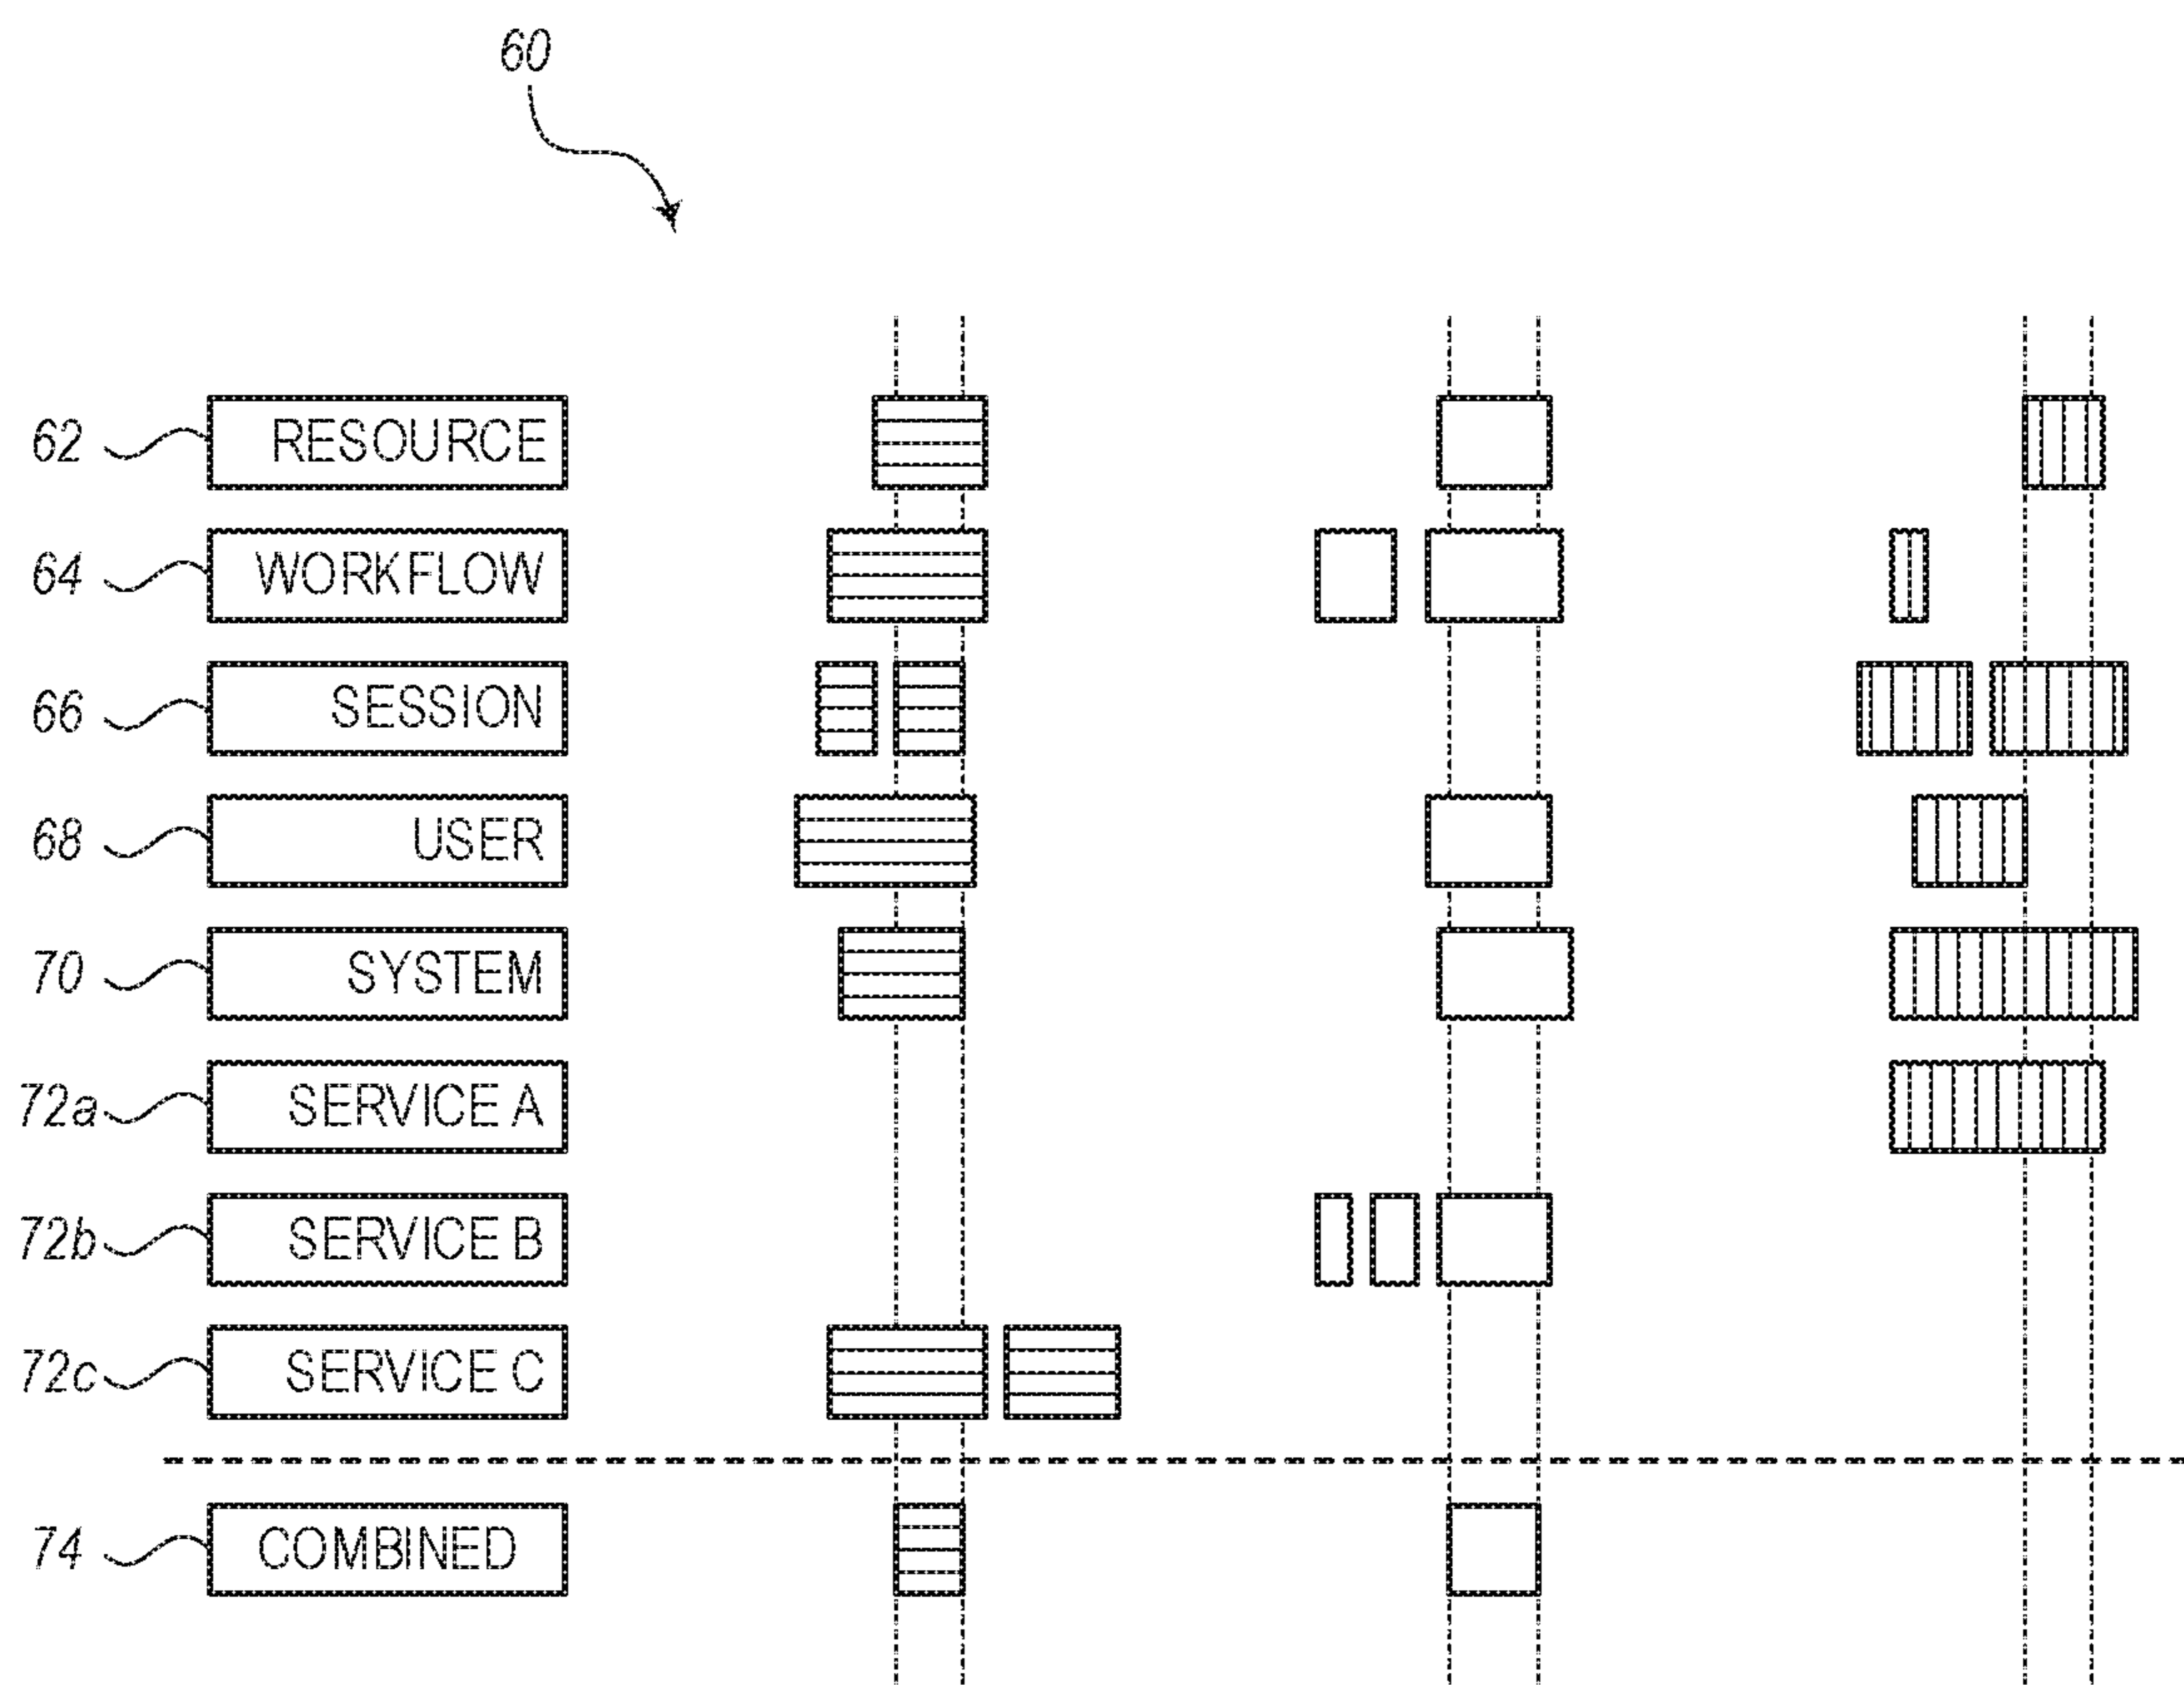 60
62 RESOURCE
64 WORKFLOW
66 SESSION
68 USER
70 SYSTEM
72a SERVICE A
72b SERVICE B
72c SERVICE C
74 COMBINED